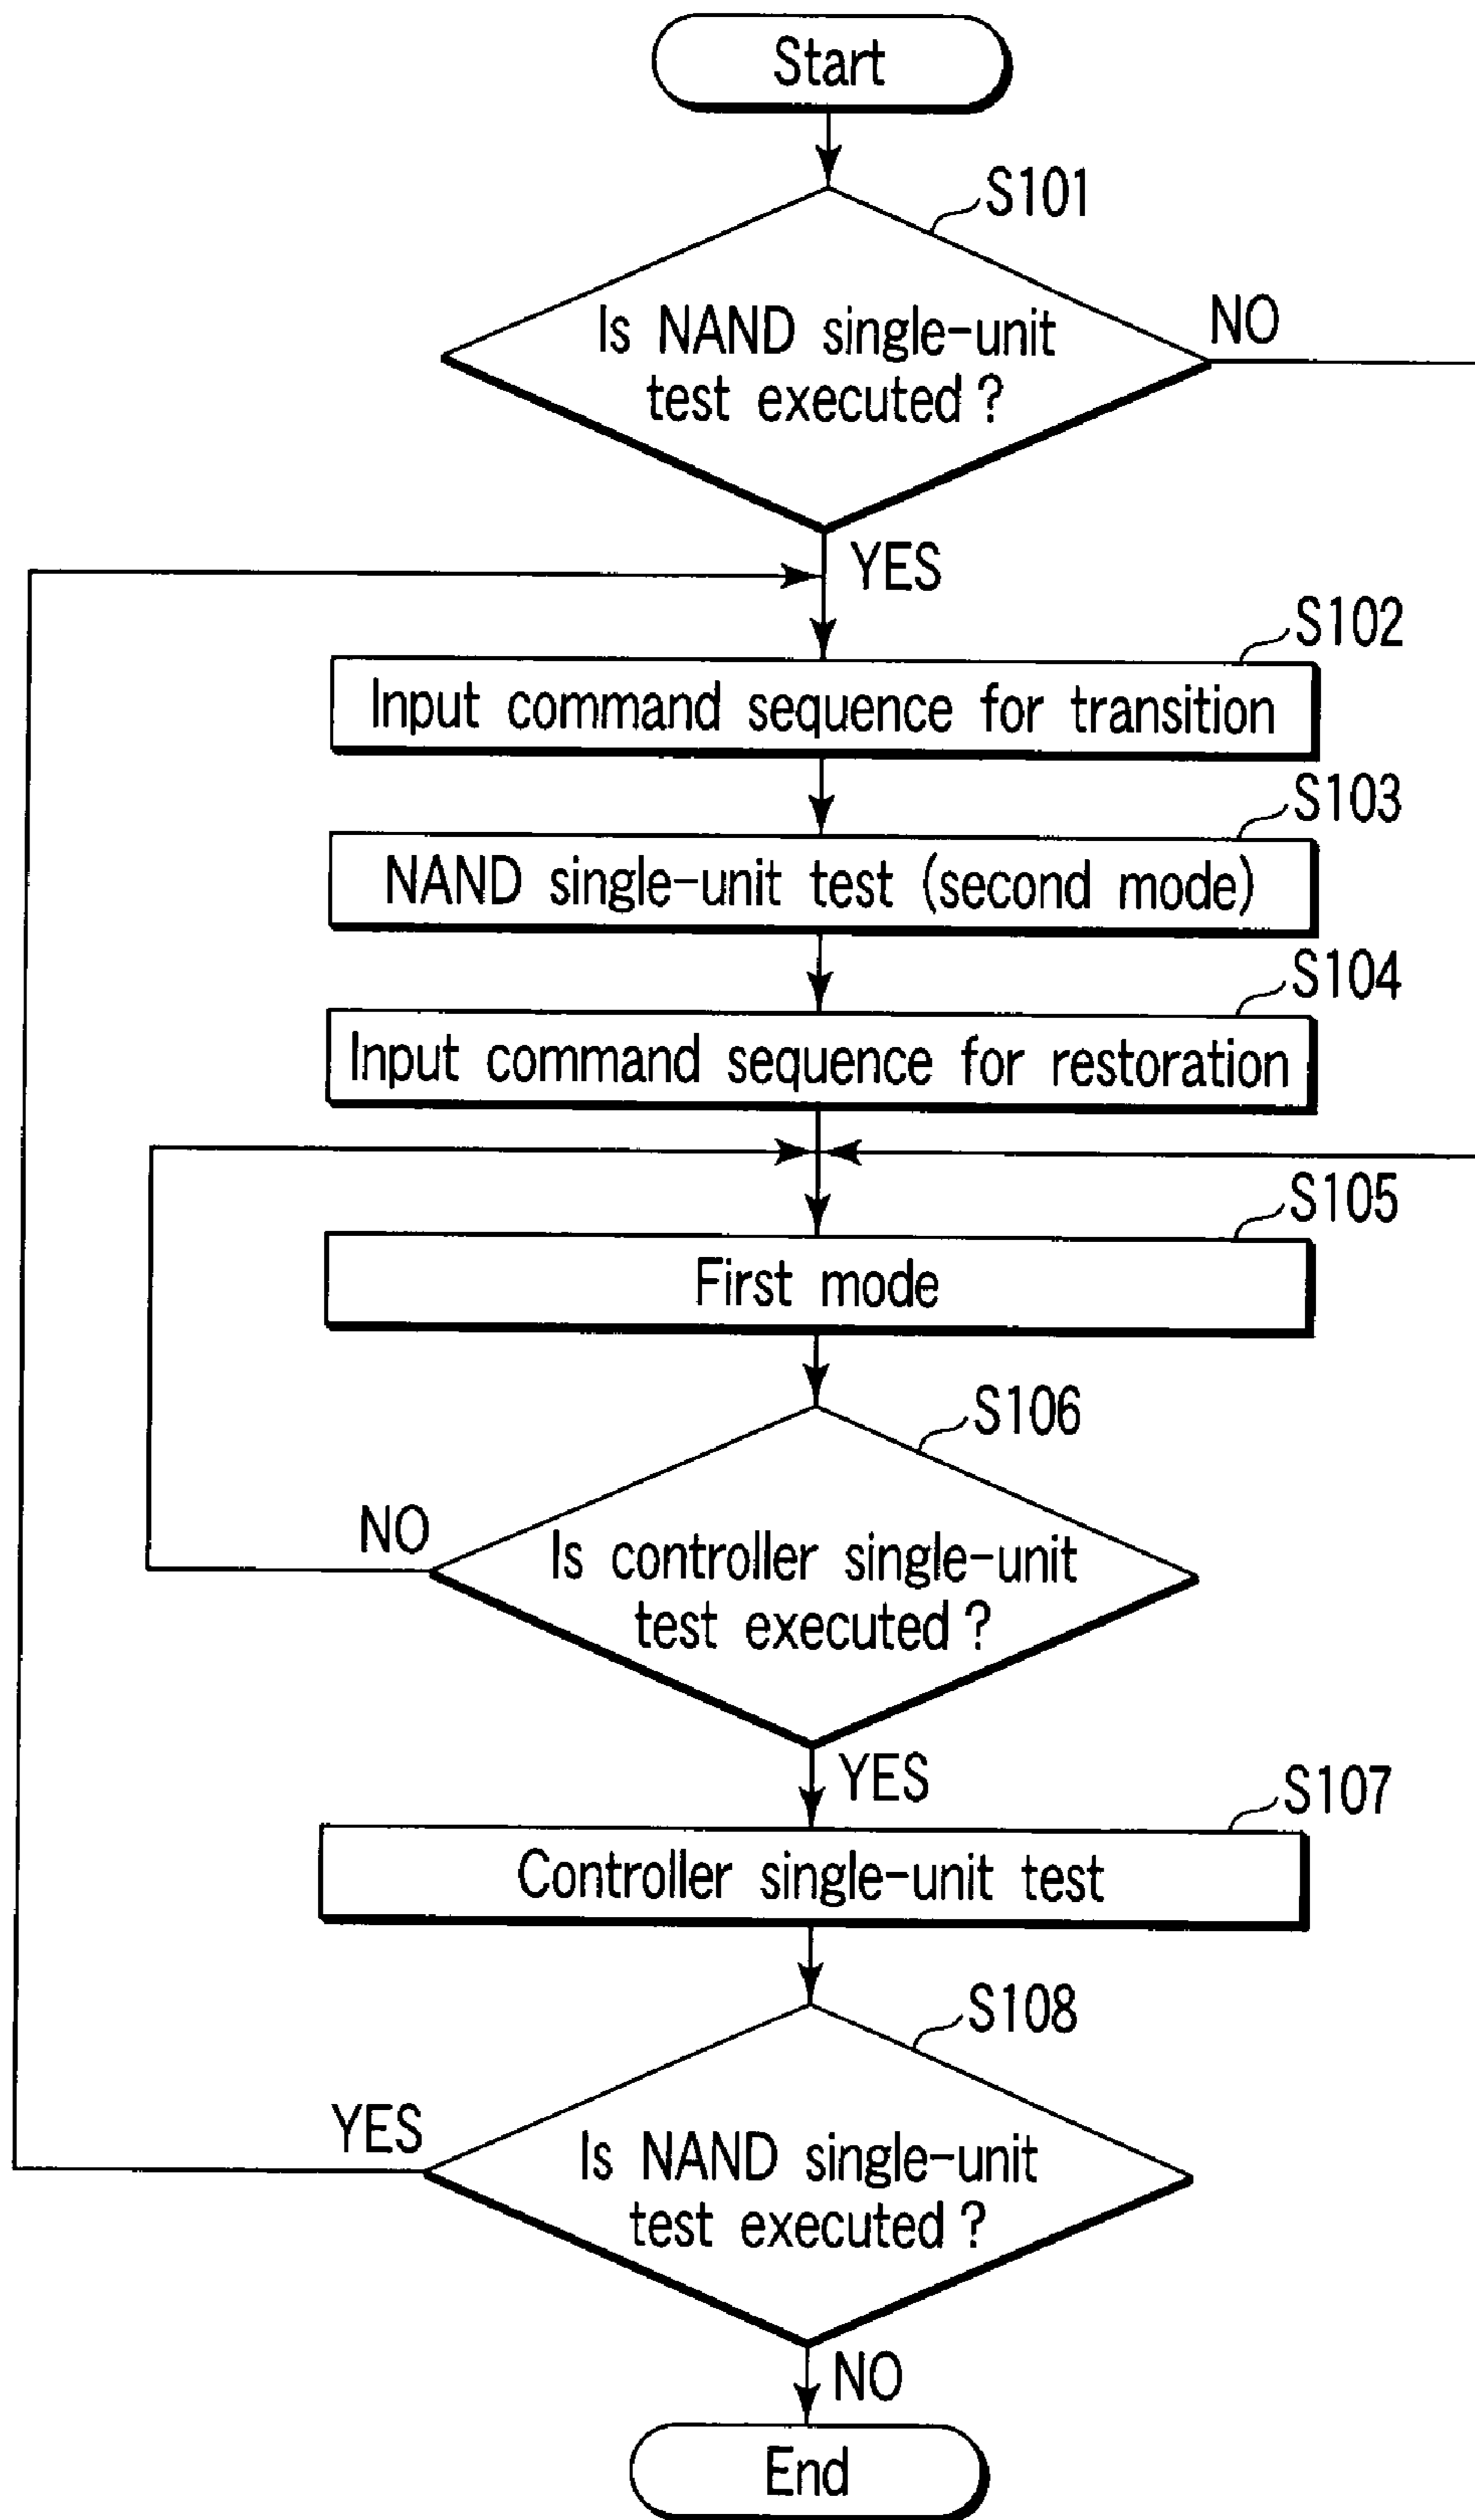 Start
S101
Is NAND single-unit
test executed ?
NO
YES
S102
Input command sequence for transition
S103
NAND single-unit test (second mode)
S104
Input command sequence for restoration
S105
First mode
S106
NO
Is controller single-unit
test executed ?
YES
S107
Controller single-unit test
S108
YES
Is NAND single-unit
test executed ?
NO
End